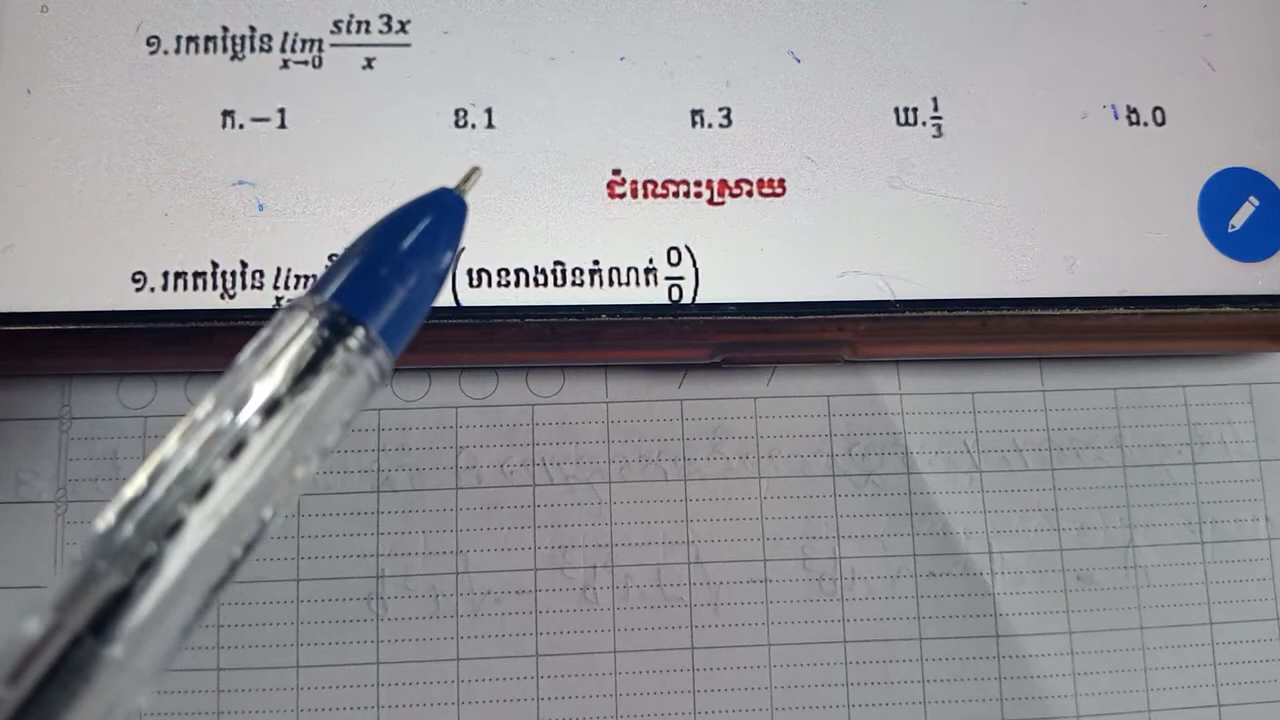 ១.រកតម្លៃនៃ lim x→0 sin 3x / x
ក.−1 ខ.1 គ.3 ឃ.1/3 ង.0
ដំណោះស្រាយ
១.រកតម្លៃនៃ lim (មានរាងមិនកំណត់ 0/0)